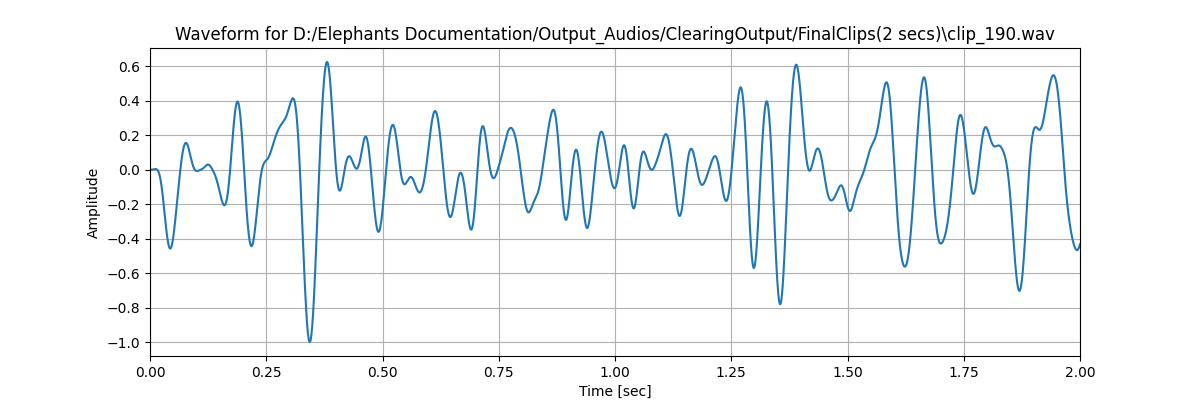 Waveform for D:/Elephants Documentation/Output_Audios/ClearingOutput/FinalClips(2 secs)\clip_190.wav
0.6
0.4
0.2
0.0
−0.2
−0.4
−0.6
−0.8
−1.0
Amplitude
0.00 0.25 0.50 0.75 1.00 1.25 1.50 1.75 2.00
Time [sec]